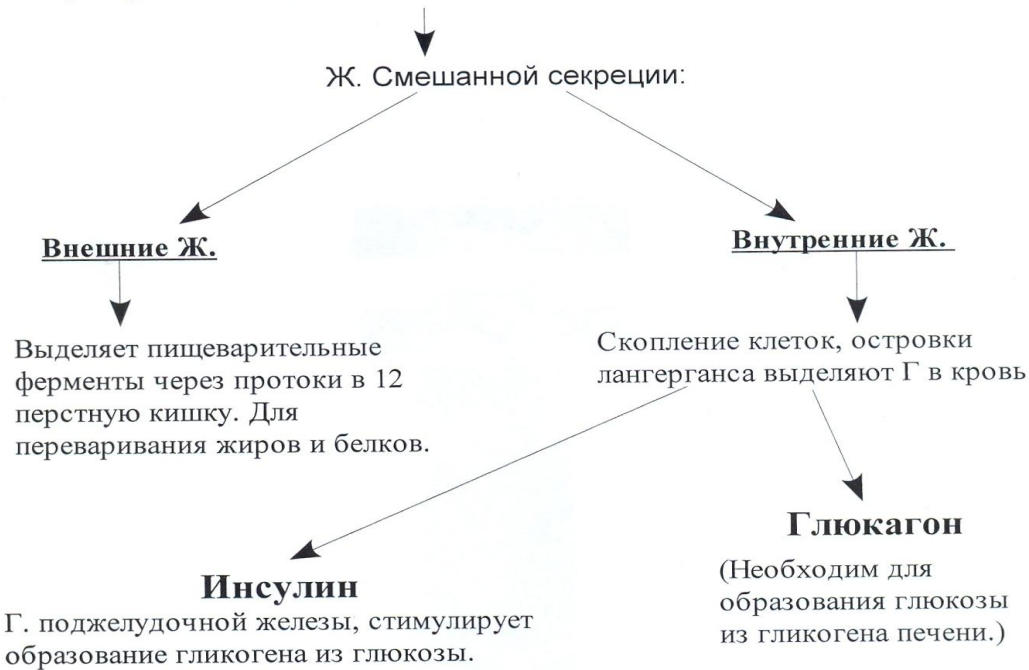 Ж. Смешанной секреции:
Внешние Ж.
Внутренние Ж.
Выделяет пищеварительные
ферменты через протоки в 12
перстную кишку. Для
переваривания жиров и белков.
Скопление клеток, островки
лангерганса выделяют Г в кровь
Инсулин
Г. поджелудочной железы, стимулирует
образование гликогена из глюкозы.
Глюкагон
(Необходим для
образования глюкозы
из гликогена печени.)